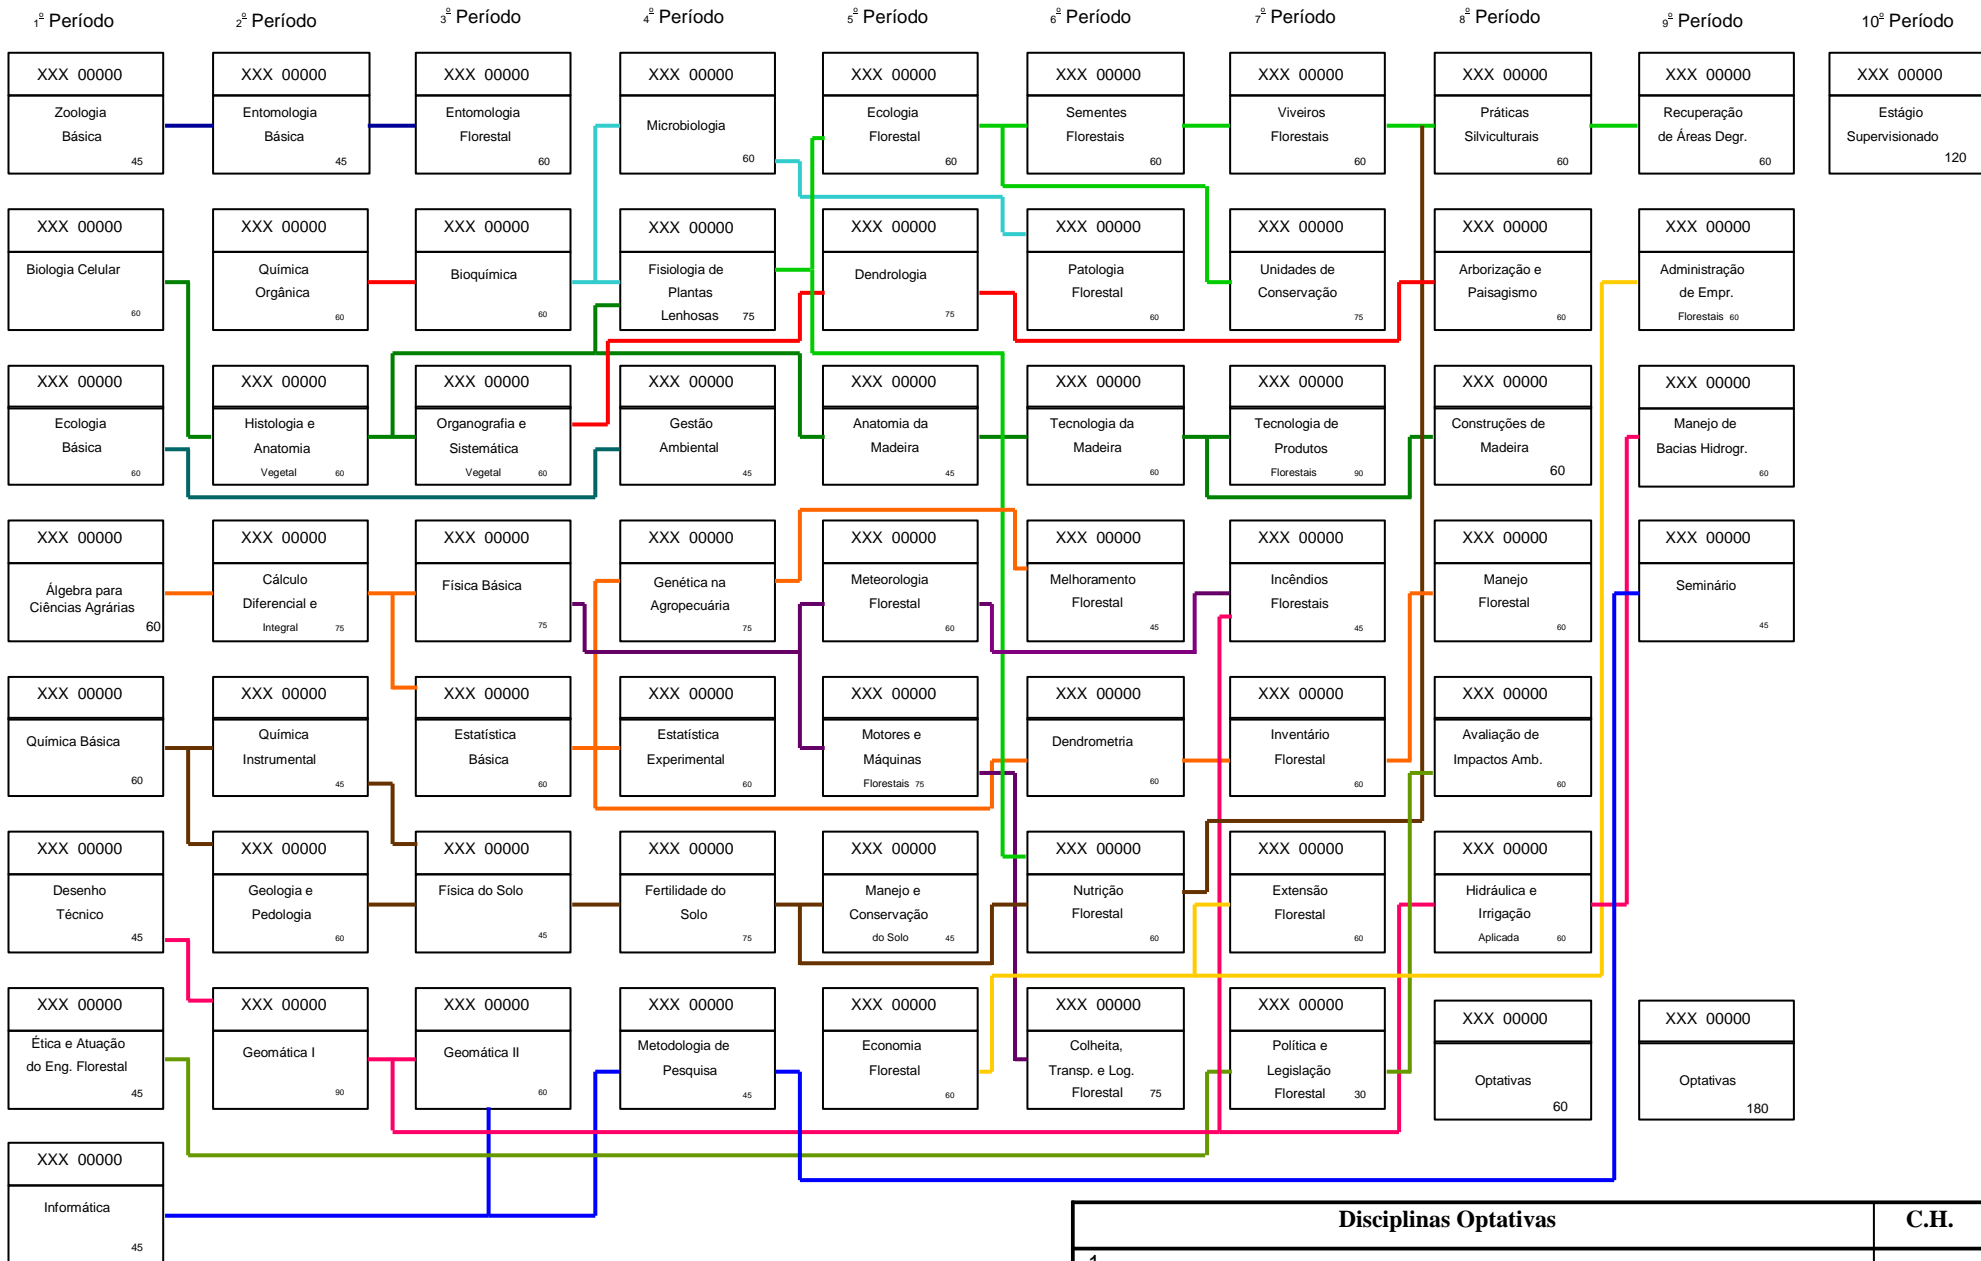 1º Período
2º Período
3º Período
4º Período
5º Período
6º Período
7º Período
8º Período
9º Período
10º Período
XXX 00000
XXX 00000
XXX 00000
XXX 00000
XXX 00000
XXX 00000
XXX 00000
XXX 00000
XXX 00000
XXX 00000
Zoologia
Básica
45
Entomologia
Básica
45
Entomologia
Florestal
60
Microbiologia
60
Ecologia
Florestal
60
Sementes
Florestais
60
Viveiros
Florestais
60
Práticas
Silviculturais
60
Recuperação
de Áreas Degr.
60
Estágio
Supervisionado
120
XXX 00000
XXX 00000
XXX 00000
XXX 00000
XXX 00000
XXX 00000
XXX 00000
XXX 00000
XXX 00000
Biologia Celular
60
Química
Orgânica
60
Bioquímica
60
Fisiologia de
Plantas
Lenhosas 75
Dendrologia
75
Patologia
Florestal
60
Unidades de
Conservação
75
Arborização e
Paisagismo
60
Administração
de Empr.
Florestais 60
XXX 00000
XXX 00000
XXX 00000
XXX 00000
XXX 00000
XXX 00000
XXX 00000
XXX 00000
XXX 00000
Ecologia
Básica
60
Histologia e
Anatomia
Vegetal 60
Organografia e
Sistemática
Vegetal 60
Gestão
Ambiental
45
Anatomia da
Madeira
45
Tecnologia da
Madeira
60
Tecnologia de
Produtos
Florestais 90
Construções de
Madeira
60
Manejo de
Bacias Hidrogr.
60
XXX 00000
XXX 00000
XXX 00000
XXX 00000
XXX 00000
XXX 00000
XXX 00000
XXX 00000
XXX 00000
Álgebra para
Ciências Agrárias
60
Cálculo
Diferencial e
Integral 75
Física Básica
75
Genética na
Agropecuária
75
Meteorologia
Florestal
60
Melhoramento
Florestal
45
Incêndios
Florestais
45
Manejo
Florestal
60
Seminário
45
XXX 00000
XXX 00000
XXX 00000
XXX 00000
XXX 00000
XXX 00000
XXX 00000
XXX 00000
Química Básica
60
Química
Instrumental
45
Estatística
Básica
60
Estatística
Experimental
60
Motores e
Máquinas
Florestais 75
Dendrometria
60
Inventário
Florestal
60
Avaliação de
Impactos Amb.
60
XXX 00000
XXX 00000
XXX 00000
XXX 00000
XXX 00000
XXX 00000
XXX 00000
XXX 00000
Desenho
Técnico
45
Geologia e
Pedologia
60
Física do Solo
45
Fertilidade do
Solo
75
Manejo e
Conservação
do Solo 45
Nutrição
Florestal
60
Extensão
Florestal
60
Hidráulica e
Irrigação
Aplicada 60
XXX 00000
XXX 00000
XXX 00000
XXX 00000
XXX 00000
XXX 00000
XXX 00000
XXX 00000
XXX 00000
Ética e Atuação
do Eng. Florestal
45
Geomática I
90
Geomática II
60
Metodologia de
Pesquisa
45
Economia
Florestal
60
Colheita,
Transp. e Log.
Florestal 75
Política e
Legislação
Florestal 30
Optativas
60
Optativas
180
XXX 00000
Informática
45
Disciplinas Optativas
C.H.